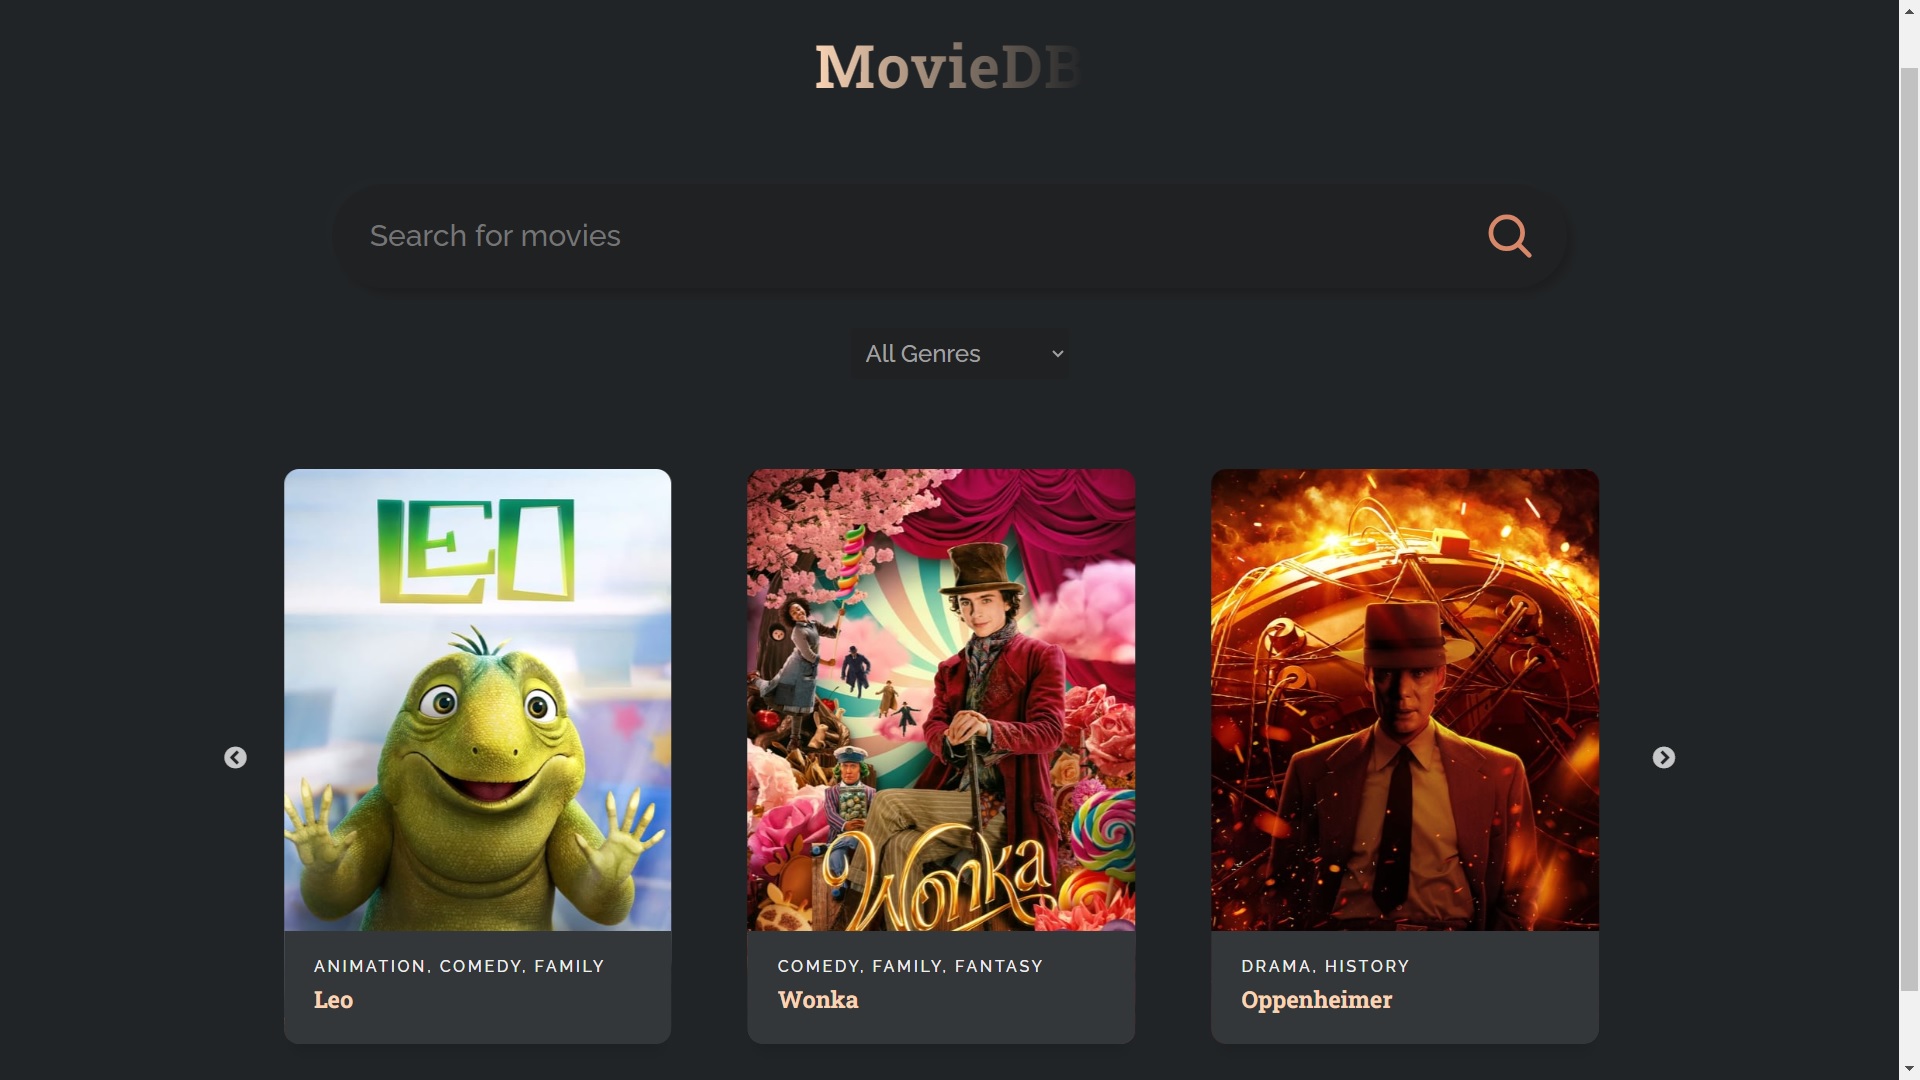 MovieDB
Search for movies
All Genres
LEO
Wonka
ANIMATION, COMEDY, FAMILY
Leo
COMEDY, FAMILY, FANTASY
Wonka
DRAMA, HISTORY
Oppenheimer